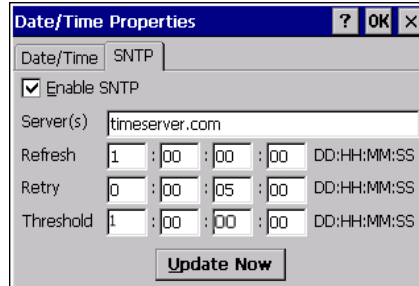 Date/Time Properties ? OK ×
Date/Time SNTP
Enable SNTP
Server(s) timeserver.com
Refresh 1 : 00 : 00 : 00 DD:HH:MM:SS
Retry 0 : 00 : 05 : 00 DD:HH:MM:SS
Threshold 1 : 00 : 00 : 00 DD:HH:MM:SS
Update Now